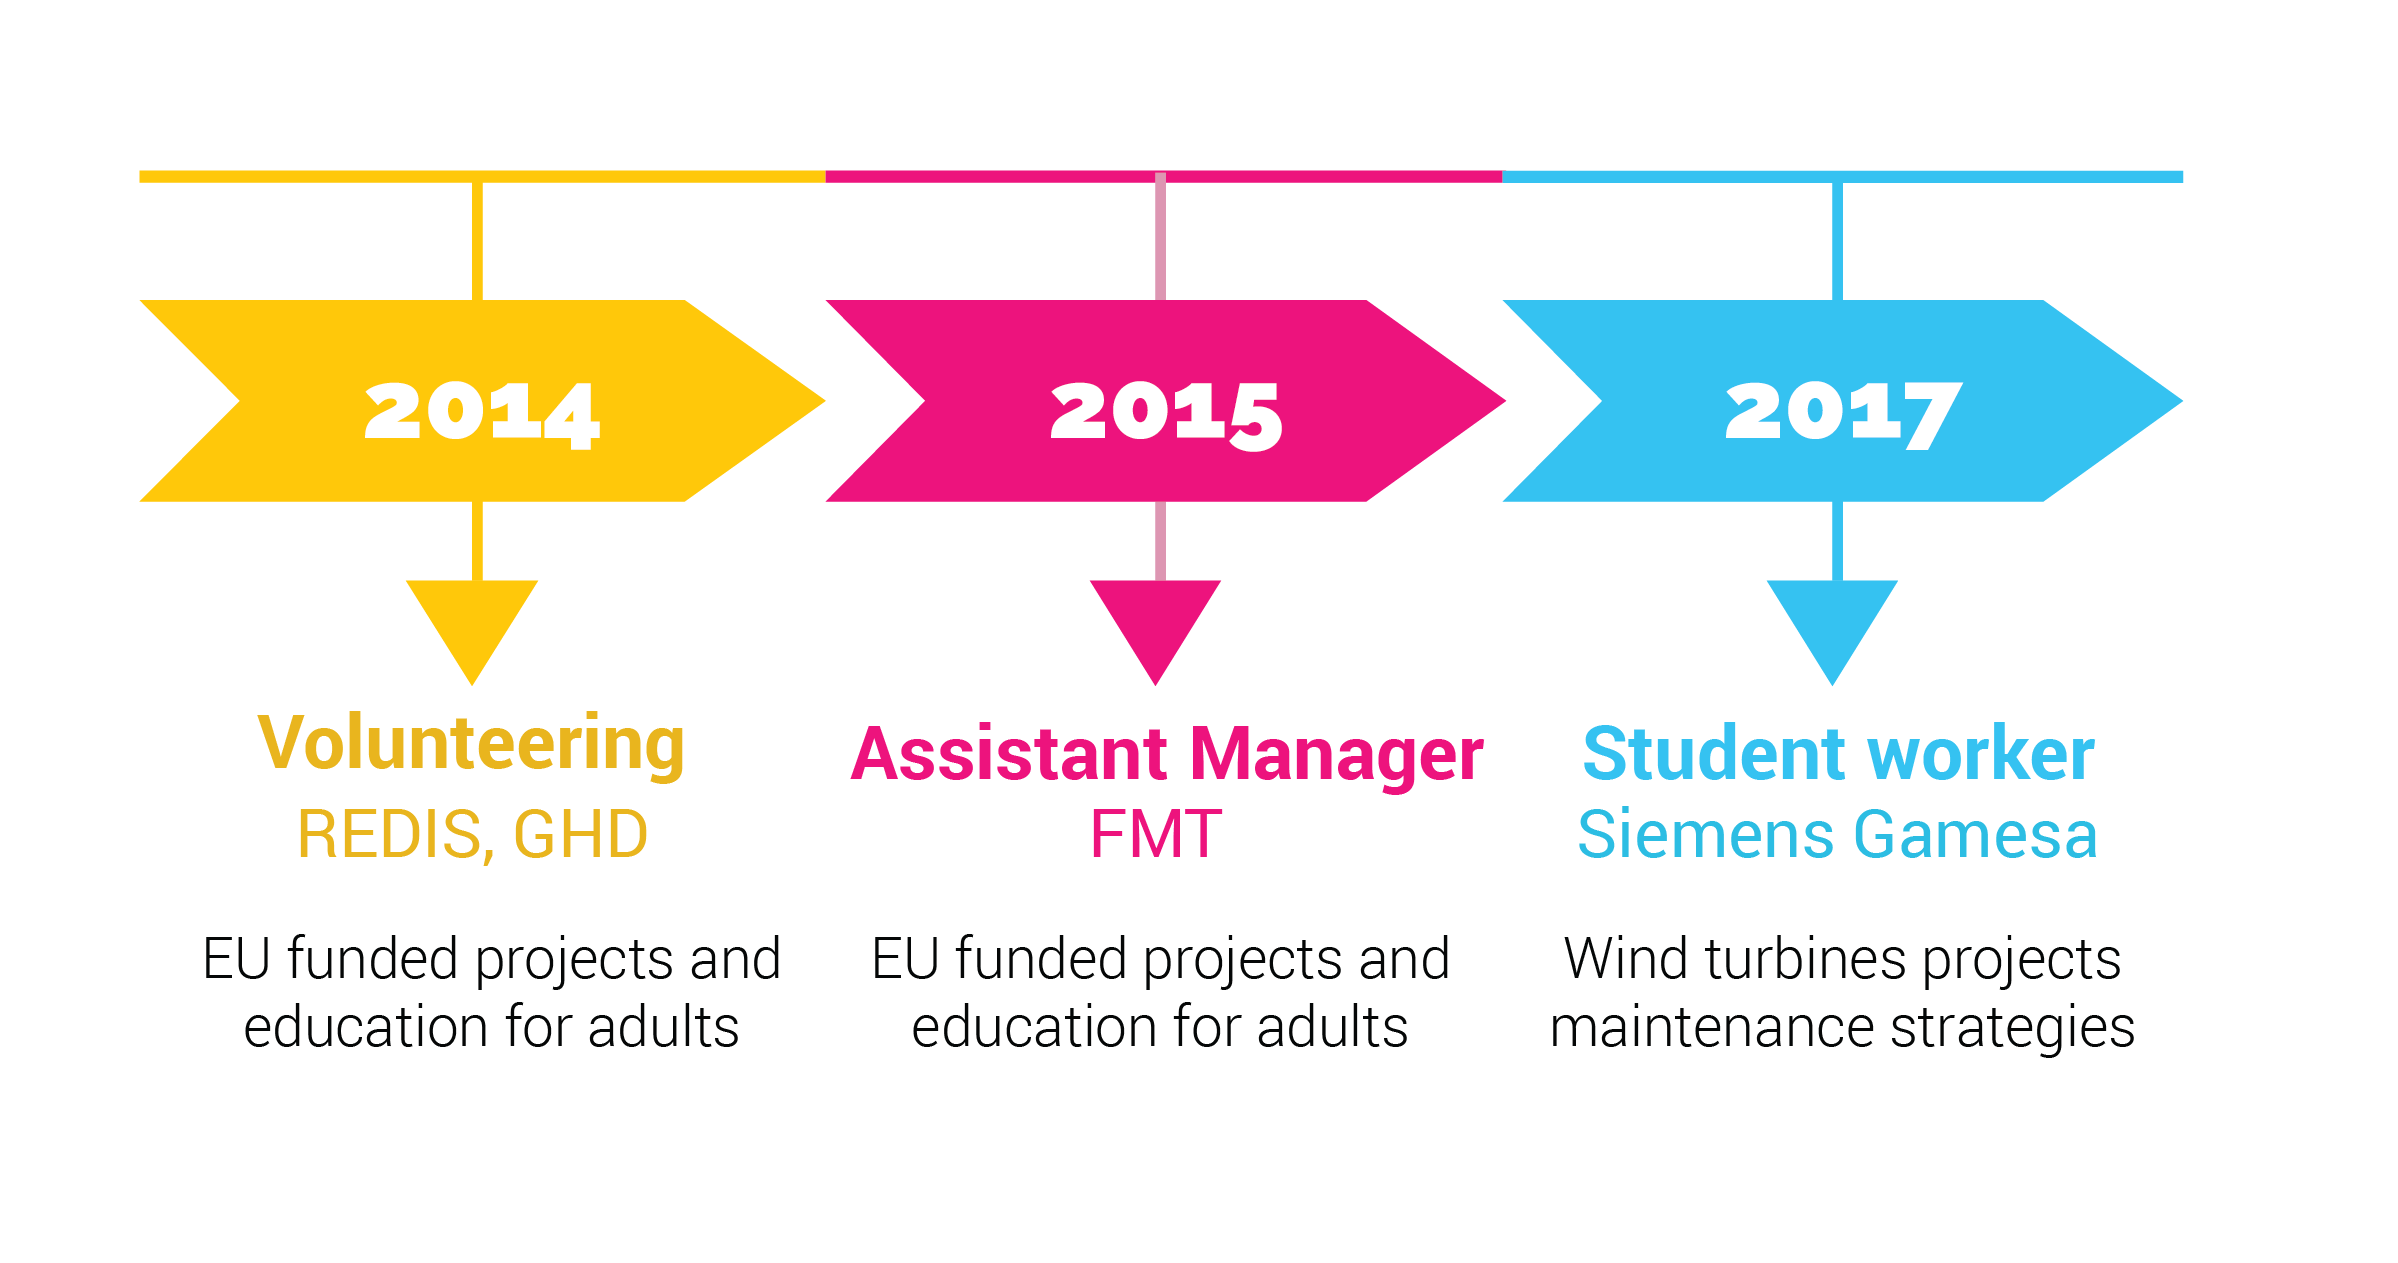 2014
2015
2017
Volunteering
REDIS, GHD
EU funded projects and
education for adults
Assistant Manager
FMT
EU funded projects and
education for adults
Student worker
Siemens Gamesa
Wind turbines projects
maintenance strategies